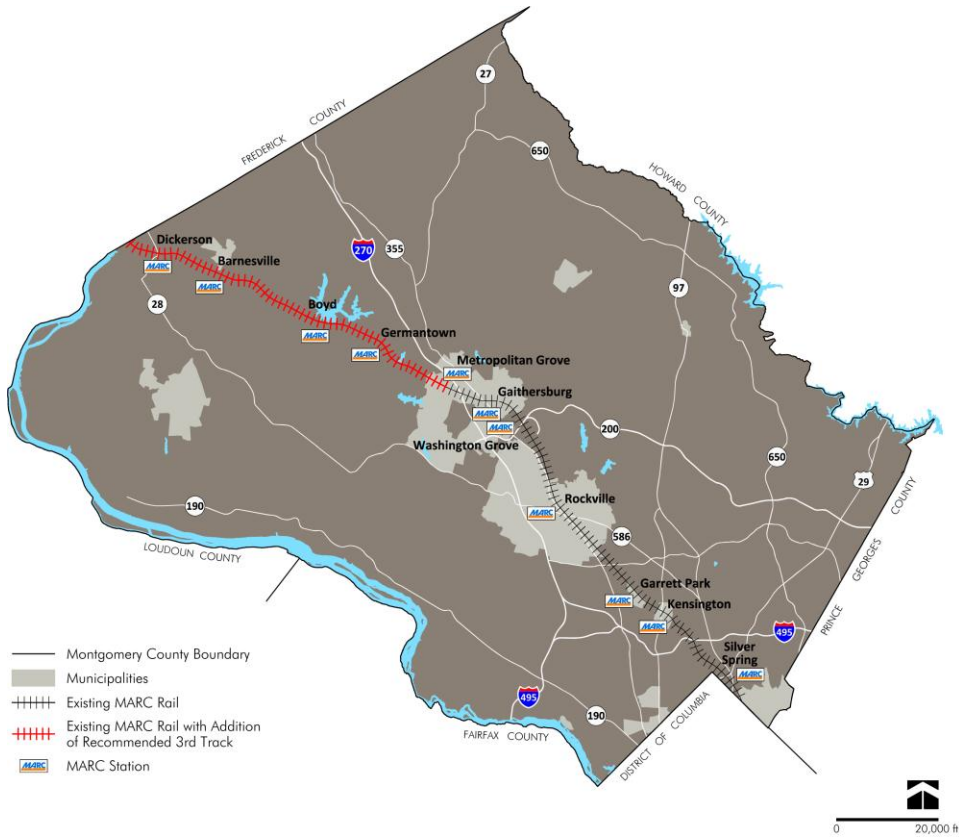 27
FREDERICK COUNTY
650
HOWARD COUNTY
270
355
Dickerson
MARC
Barnesville
MARC
97
28
Boyd
MARC
Germantown
MARC
Metropolitan Grove
MARC
Gaithersburg
MARC
MARC
Washington Grove
200
650
29
190
Rockville
MARC
586
LOUDOUN COUNTY
PRINCE GEORGES COUNTY
Garrett Park
MARC
Kensington
MARC
495
Silver
Spring
MARC
495
190
FAIRFAX COUNTY
DISTRICT OF COLUMBIA
Montgomery County Boundary
Municipalities
Existing MARC Rail
Existing MARC Rail with Addition
of Recommended 3rd Track
MARC MARC Station
0 20,000 ft